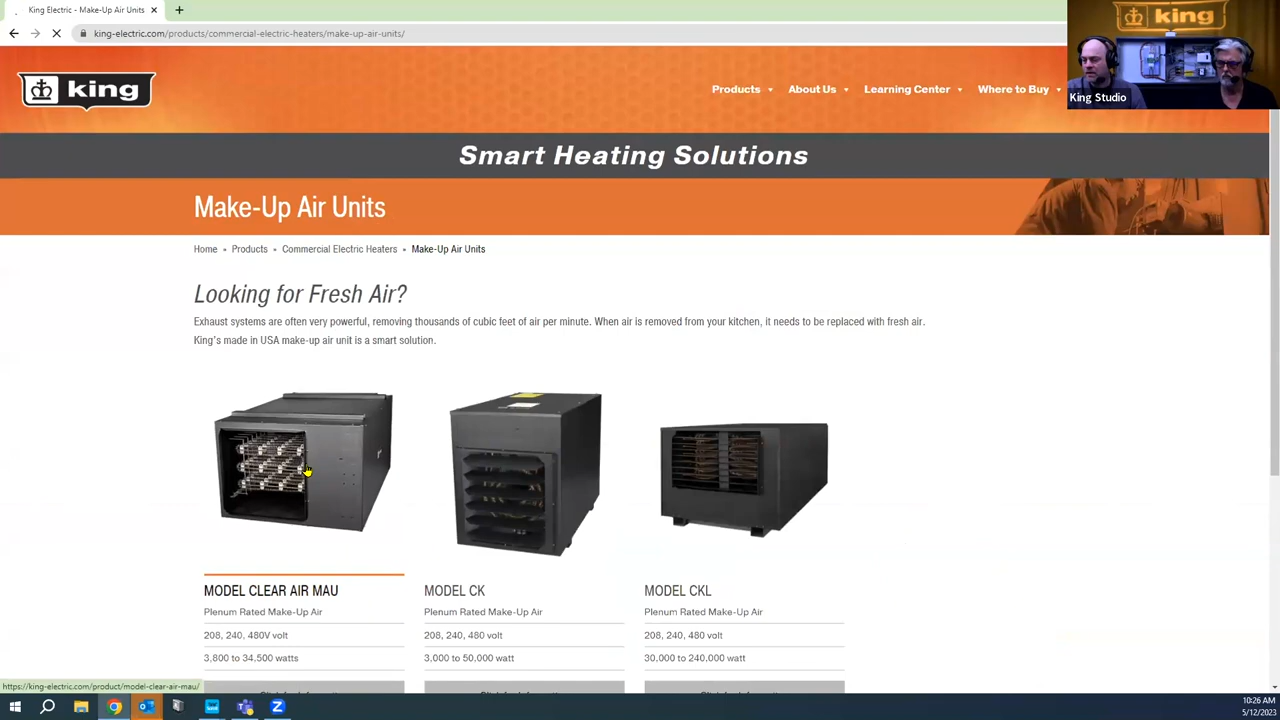 King Electric - Make-Up Air Units
king-electric.com/products/commercial-electric-heaters/make-up-air-units/
king
King Studio
king
Products
About Us
Learning Center
Where to Buy
Smart Heating Solutions
Make-Up Air Units
Home » Products » Commercial Electric Heaters » Make-Up Air Units
Looking for Fresh Air?
Exhaust systems are often very powerful, removing thousands of cubic feet of air per minute. When air is removed from your kitchen, it needs to be replaced with fresh air.
King's made in USA make-up air unit is a smart solution.
MODEL CLEAR AIR MAU
Plenum Rated Make-Up Air
208, 240, 480V volt
3,800 to 34,500 watts
MODEL CK
Plenum Rated Make-Up Air
208, 240, 480 volt
3,000 to 50,000 watt
MODEL CKL
Plenum Rated Make-Up Air
208, 240, 480 volt
30,000 to 240,000 watt
https://king-electric.com/product/model-clear-air-mau/
10:26 AM
5/12/2023